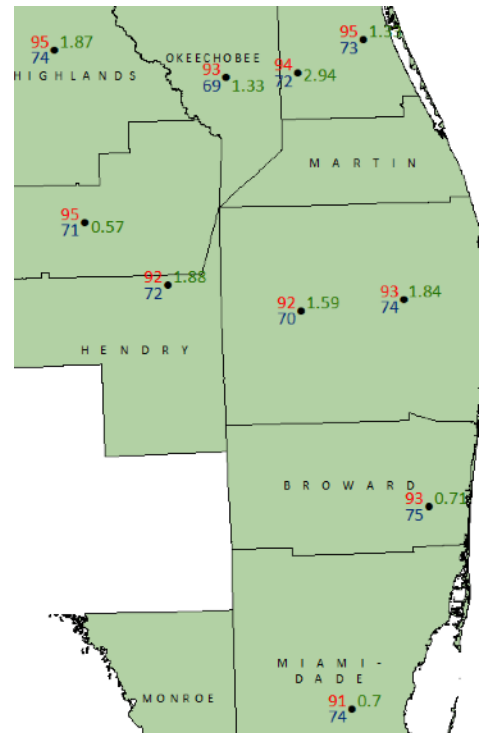 95 1.87
74
HIGHLANDS
OKEECHOBEE
93
69 1.33
94
72 2.94
95
73
MARTIN
95
71 0.57
92 1.88
72
92 1.59
70
93 1.84
74
HENDRY
BROWARD
93 0.71
75
MIAMI-
DADE
91 0.7
74
MONROE